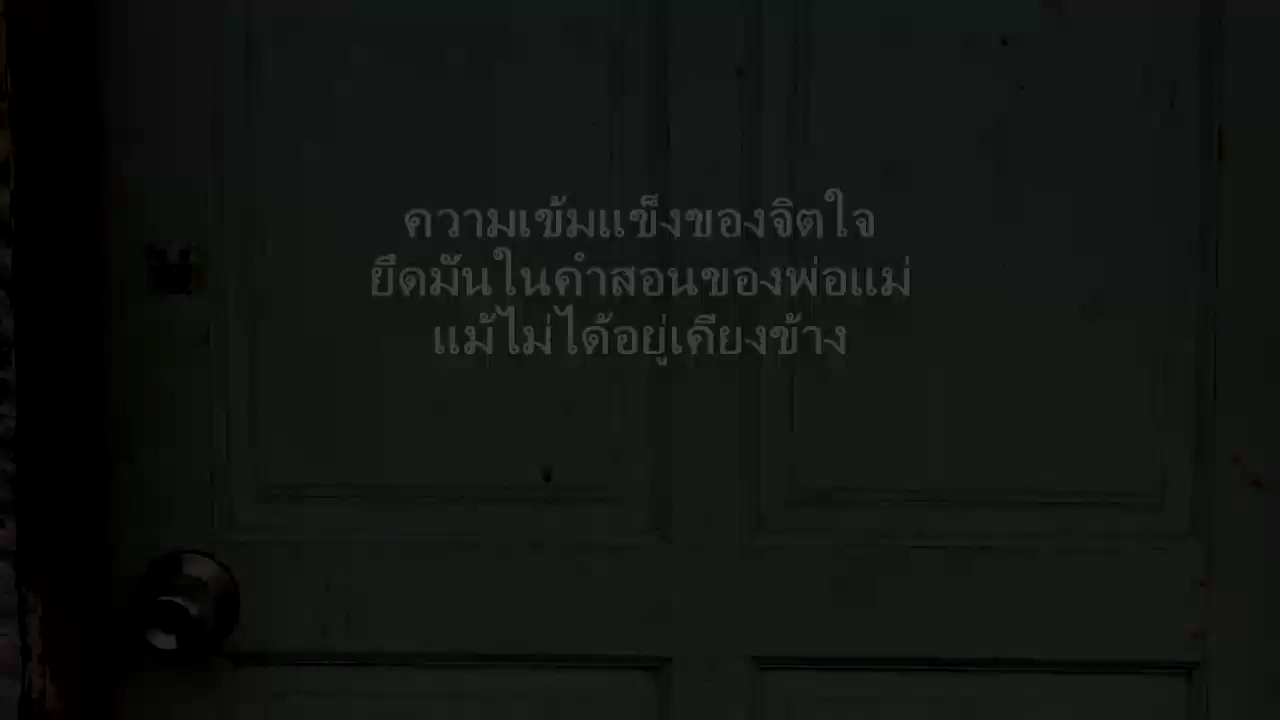 ความเข้มแข็งของจิตใจ
ยึดมั่นในคำสอนของพ่อแม่
แม้ไม่ได้อยู่เคียงข้าง